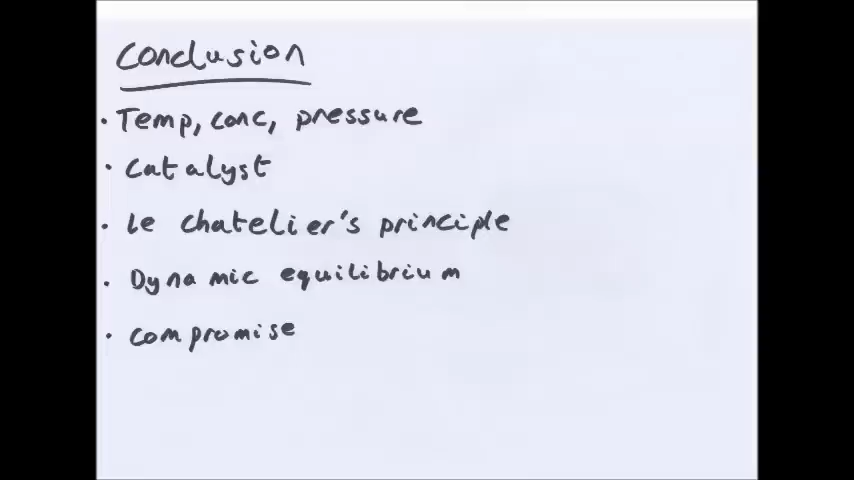 Conclusion
• Temp, conc, pressure
• Catalyst
• Le chatelier's principle
• Dynamic equilibrium
• compromise